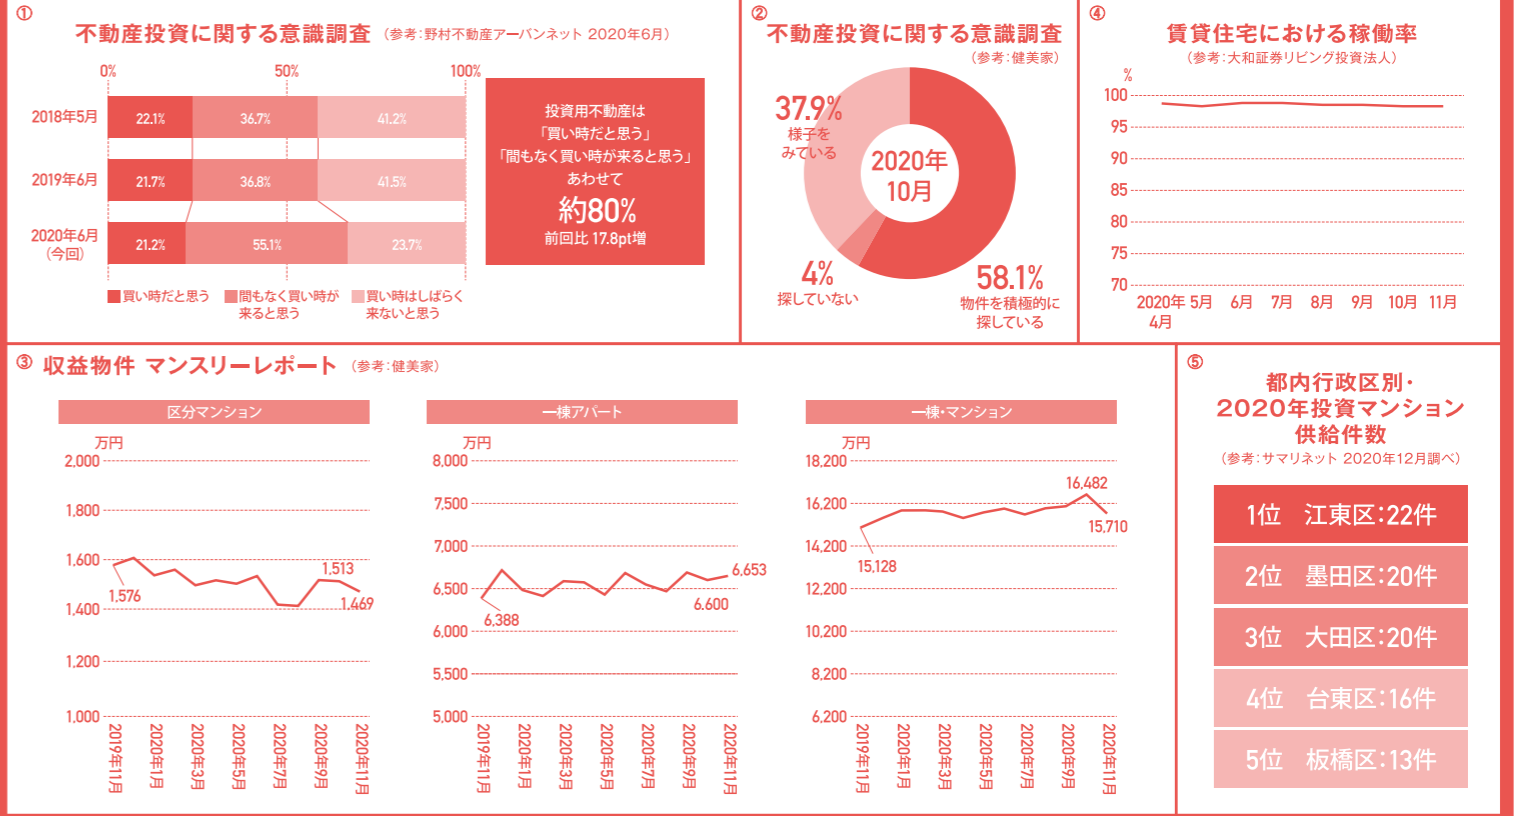 ①
不動産投資に関する意識調査 （参考：野村不動産アーバンネット 2020年6月）
0% 50% 100%
2018年5月 22.1% 36.7% 41.2%
2019年6月 21.7% 36.8% 41.5%
2020年6月
（今回） 21.2% 55.1% 23.7%
買い時だと思う
間もなく買い時が
来ると思う
買い時はしばらく
来ないと思う
投資用不動産は
「買い時だと思う」
「間もなく買い時が来ると思う」
あわせて
約80%
前回比 17.8pt増
②
不動産投資に関する意識調査
（参考：健美家）
37.9%
様子を
みている
2020年
10月
4%
探していない
58.1%
物件を積極的に
探している
④
賃貸住宅における稼働率
（参考：大和証券リビング投資法人）
%
100
95
90
85
80
75
70
2020年 5月 6月 7月 8月 9月 10月 11月
4月
③ 収益物件 マンスリーレポート （参考：健美家）
区分マンション
万円
2,000
1,800
1,600
1,400
1,200
1,000
1,576
1,513
1,469
2019年11月
2020年1月
2020年3月
2020年5月
2020年7月
2020年9月
2020年11月
一棟アパート
万円
8,000
7,500
7,000
6,500
6,000
5,500
5,000
6,388
6.600
6,653
2019年11月
2020年1月
2020年3月
2020年5月
2020年7月
2020年9月
2020年11月
一棟・マンション
万円
18,200
16,200
14,200
12,200
10,200
8,200
6,200
15,128
16,482
15,710
2019年11月
2020年1月
2020年3月
2020年5月
2020年7月
2020年9月
2020年11月
⑤
都内行政区別・
2020年投資マンション
供給件数
（参考：サマリネット 2020年12月調べ）
1位 江東区：22件
2位 墨田区：20件
3位 大田区：20件
4位 台東区：16件
5位 板橋区：13件